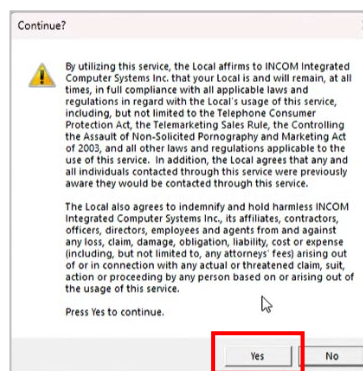 Continue?
By utilizing this service, the Local affirms to INCOM Integrated
Computer Systems Inc. that your Local is and will remain, at all
times, in full compliance with all applicable laws and
regulations in regard with the Local's usage of this service,
including, but not limited to the Telephone Consumer
Protection Act, the Telemarketing Sales Rule, the Controlling
the Assault of Non-Solicited Pornography and Marketing Act
of 2003, and all other laws and regulations applicable to the
use of this service. In addition, the Local agrees that any and
all individuals contacted through this service were previously
aware they would be contacted through this service.
The Local also agrees to indemnify and hold harmless INCOM
Integrated Computer Systems Inc., its affiliates, contractors,
officers, directors, employees and agents from and against
any loss, claim, damage, obligation, liability, cost or expense
(including, but not limited to, any attorneys' fees) arising out
of or in connection with any actual or threatened claim, suit,
action or proceeding by any person based on or arising out of
the usage of this service.
Press Yes to continue.
Yes No